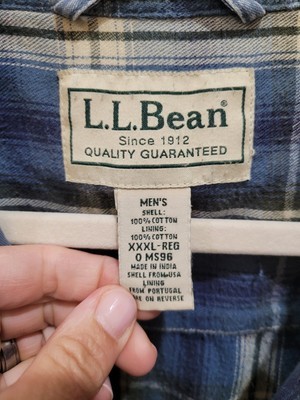 L.L.Bean®
Since 1912
QUALITY GUARANTEED
MEN'S
SHELL:
100% COTTON
LINING:
100% COTTON
XXXL-REG
0 MS96
MADE IN INDIA
SHELL FROM USA
LINING
FROM PORTUGAL
ON REVERSE